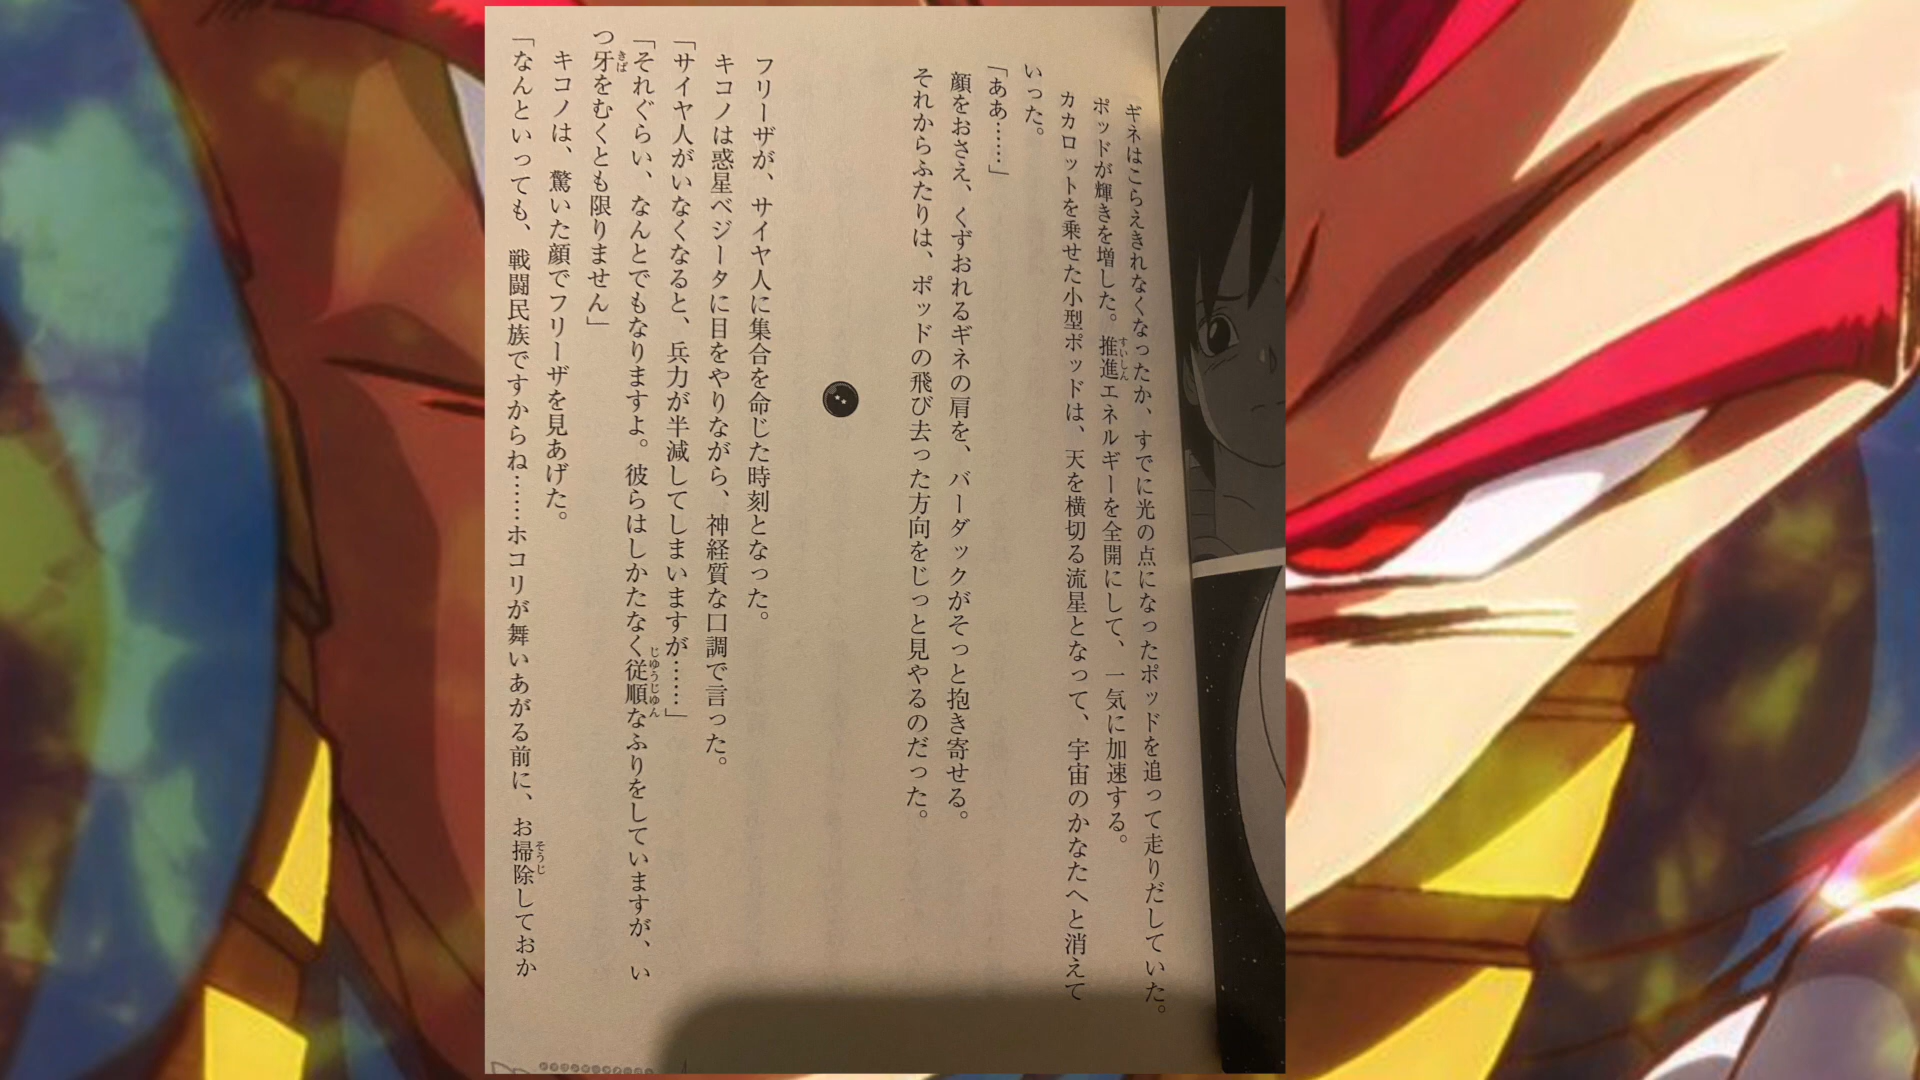 ギネはこらえきれなくなったか、すでに光の点になったポッドを追って走りだしていた。
ポッドが輝きを増した。推進エネルギーを全開にして、一気に加速する。
カカロットを乗せた小型ポッドは、天を横切る流星となって、宇宙のかなたへと消えて
いった。
「ああ……」
顔をおさえ、くずおれるギネの肩を、バーダックがそっと抱き寄せる。
それからふたりは、ポッドの飛び去った方向をじっと見やるのだった。
フリーザが、サイヤ人に集合を命じた時刻となった。
キコノは惑星ベジータに目をやりながら、神経質な口調で言った。
「サイヤ人がいなくなると、兵力が半減してしまいますが……」
「それぐらい、なんとでもなりますよ。彼らはしかたなく従順なふりをしていますが、い
つ牙をむくとも限りません」
キコノは、驚いた顔でフリーザを見あげた。
「なんといっても、戦闘民族ですからね……ホコリが舞いあがる前に、お掃除しておか